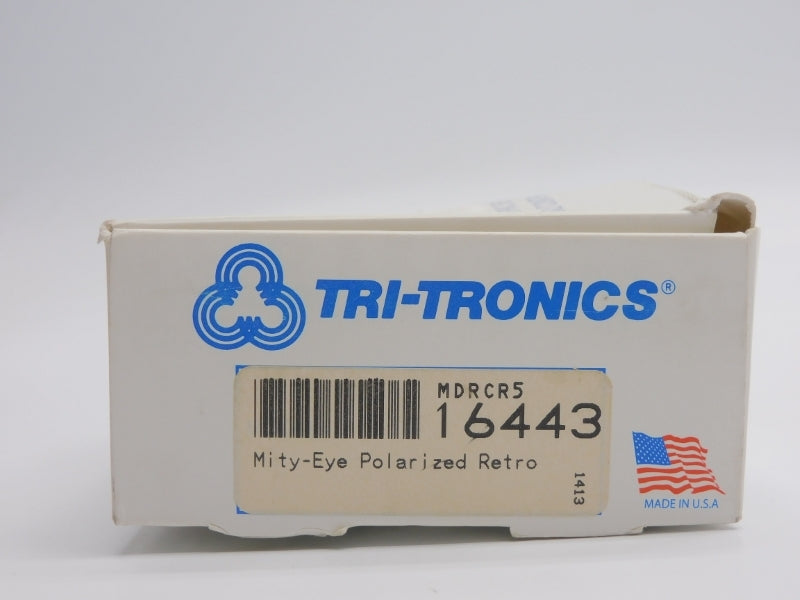 TRI-TRONICS®
MDRCR5
16443
Mity-Eye Polarized Retro
1413
MADE IN U.S.A